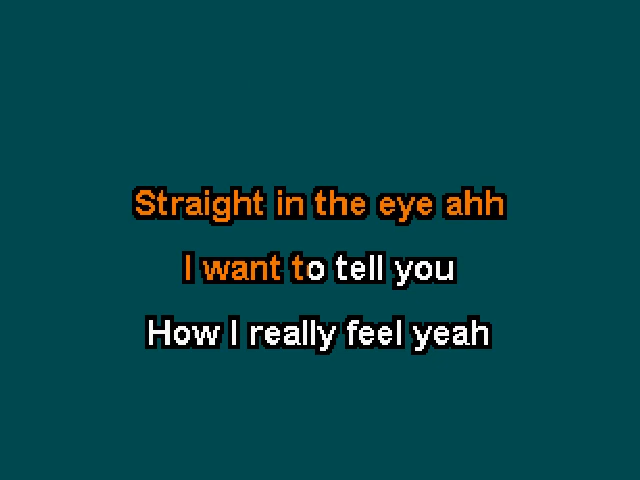 Straight in the eye ahh
I want to tell you
How I really feel yeah